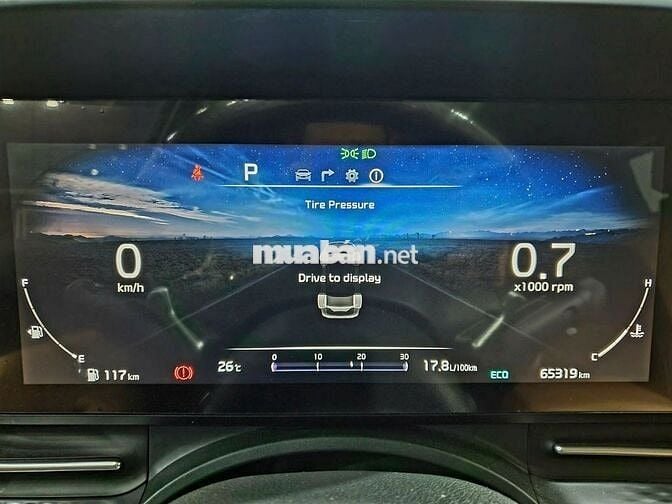 P
Tire Pressure
muaban.net
0
km/h
Drive to display
0.7
x1000 rpm
F
E
H
C
117 km
26°C
0 10 20 30
17.8 L/100km
ECO
65319 km